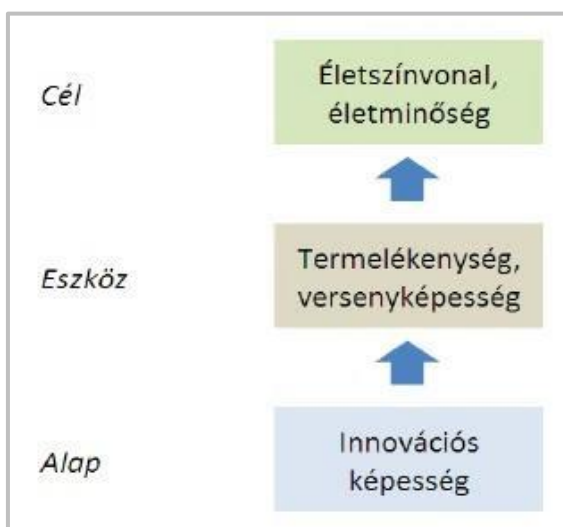 Cél
Életszínvonal,
életminőség
Eszköz
Termelékenység,
versenyképesség
Alap
Innovációs
képesség